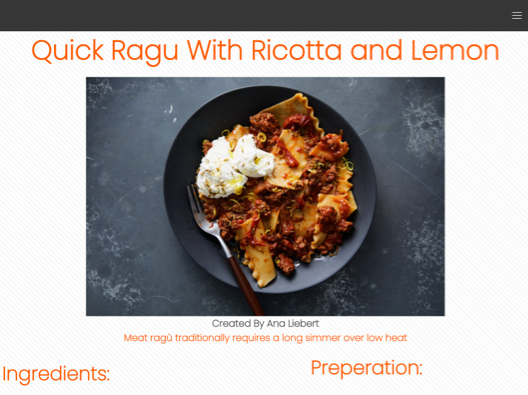 Quick Ragu With Ricotta and Lemon
Created By Ana Liebert
Meat ragù traditionally requires a long simmer over low heat
Ingredients:
Preperation: